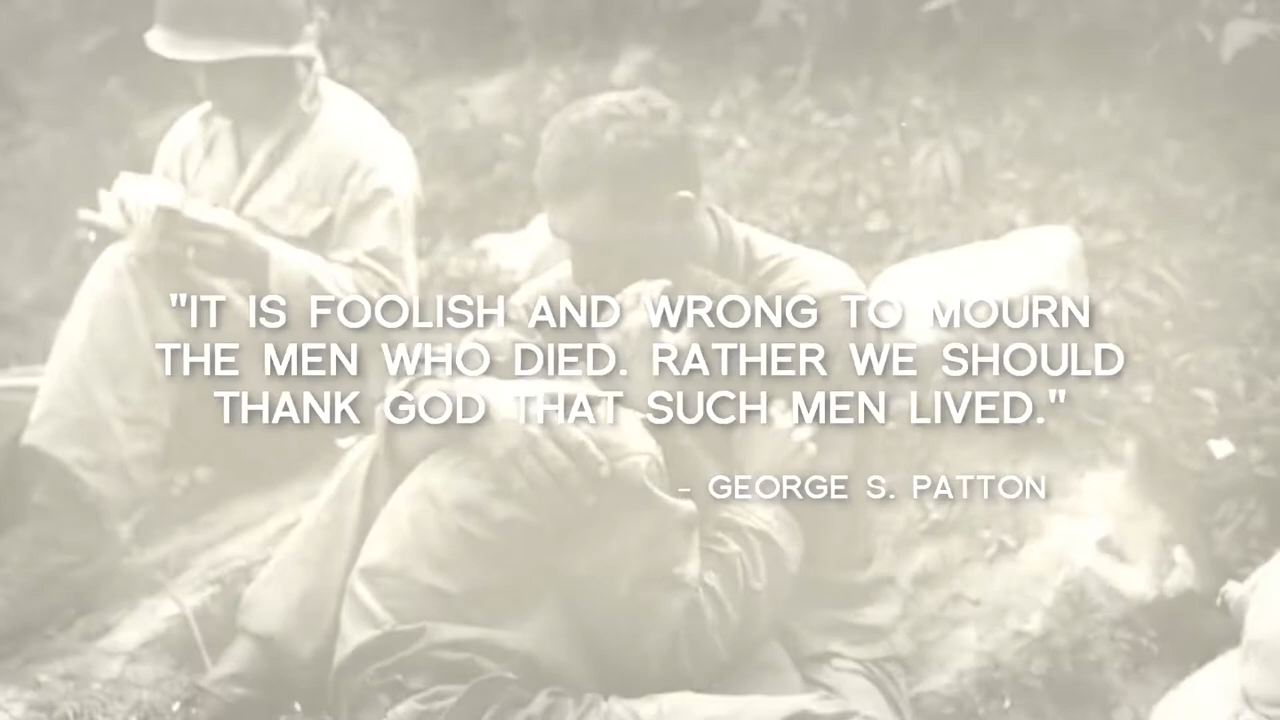 "IT IS FOOLISH AND WRONG TO MOURN
THE MEN WHO DIED. RATHER WE SHOULD
THANK GOD THAT SUCH MEN LIVED."
- GEORGE S. PATTON